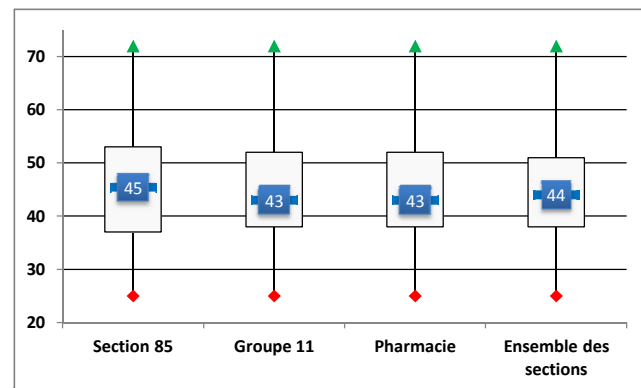 70
60
50
40
30
20
45
43
43
44
Section 85
Groupe 11
Pharmacie
Ensemble des
sections